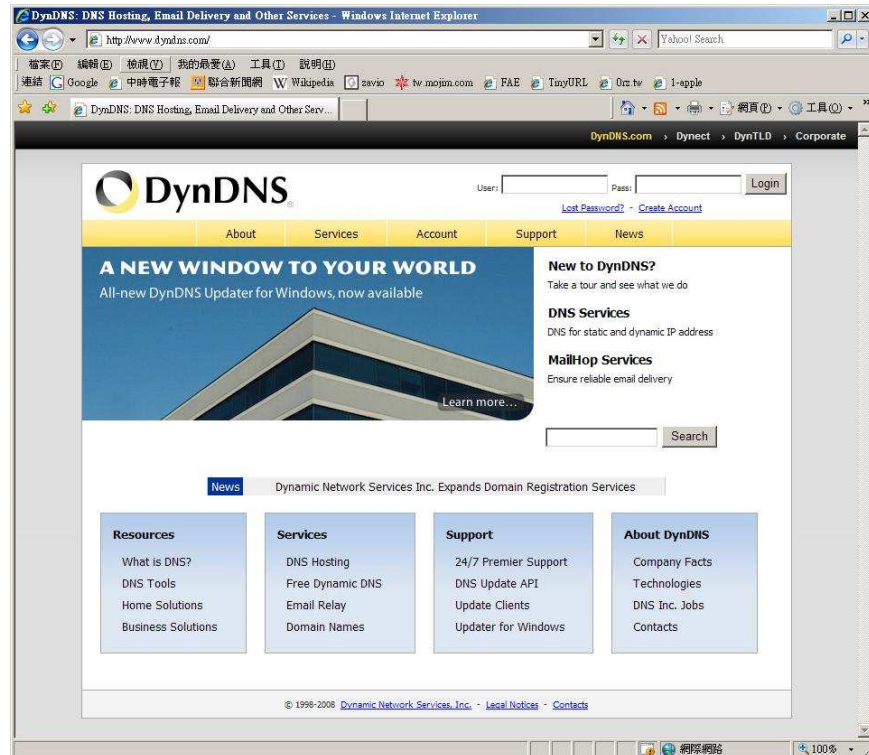 DynDNS: DNS Hosting, Email Delivery and Other Services - Windows Internet Explorer
http://www.dyndns.com/
Yahoo! Search
檔案(F) 編輯(E) 檢視(V) 我的最愛(A) 工具(T) 說明(H)
連結 Google 中時電子報 聯合新聞網 Wikipedia zavio tw.mojim.com FAE TinyURL 0rz.tw 1-apple
DynDNS: DNS Hosting, Email Delivery and Other Serv...
網頁(P) 工具(O)
DynDNS.com › Dynect › DynTLD › Corporate
DynDNS
User: Pass: Login
Lost Password? - Create Account
About Services Account Support News
A NEW WINDOW TO YOUR WORLD
All-new DynDNS Updater for Windows, now available
Learn more...
New to DynDNS?
Take a tour and see what we do
DNS Services
DNS for static and dynamic IP address
MailHop Services
Ensure reliable email delivery
Search
News Dynamic Network Services Inc. Expands Domain Registration Services
Resources
What is DNS?
DNS Tools
Home Solutions
Business Solutions
Services
DNS Hosting
Free Dynamic DNS
Email Relay
Domain Names
Support
24/7 Premier Support
DNS Update API
Update Clients
Updater for Windows
About DynDNS
Company Facts
Technologies
DNS Inc. Jobs
Contacts
© 1998-2008 Dynamic Network Services, Inc. - Legal Notices - Contacts
網際網路 100%